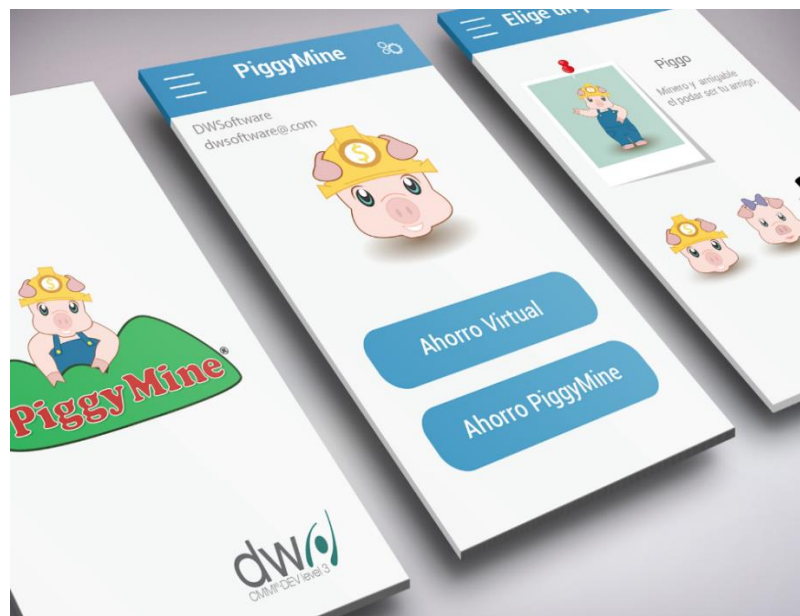 PiggyMine®
dw
CMMI®-DEV level 3
PiggyMine
DWSoftware
dwsoftware@.com
$
Ahorro Virtual
Ahorro PiggyMine
Elige un
Piggo
Minero y amigable
el podar ser tu amigo.